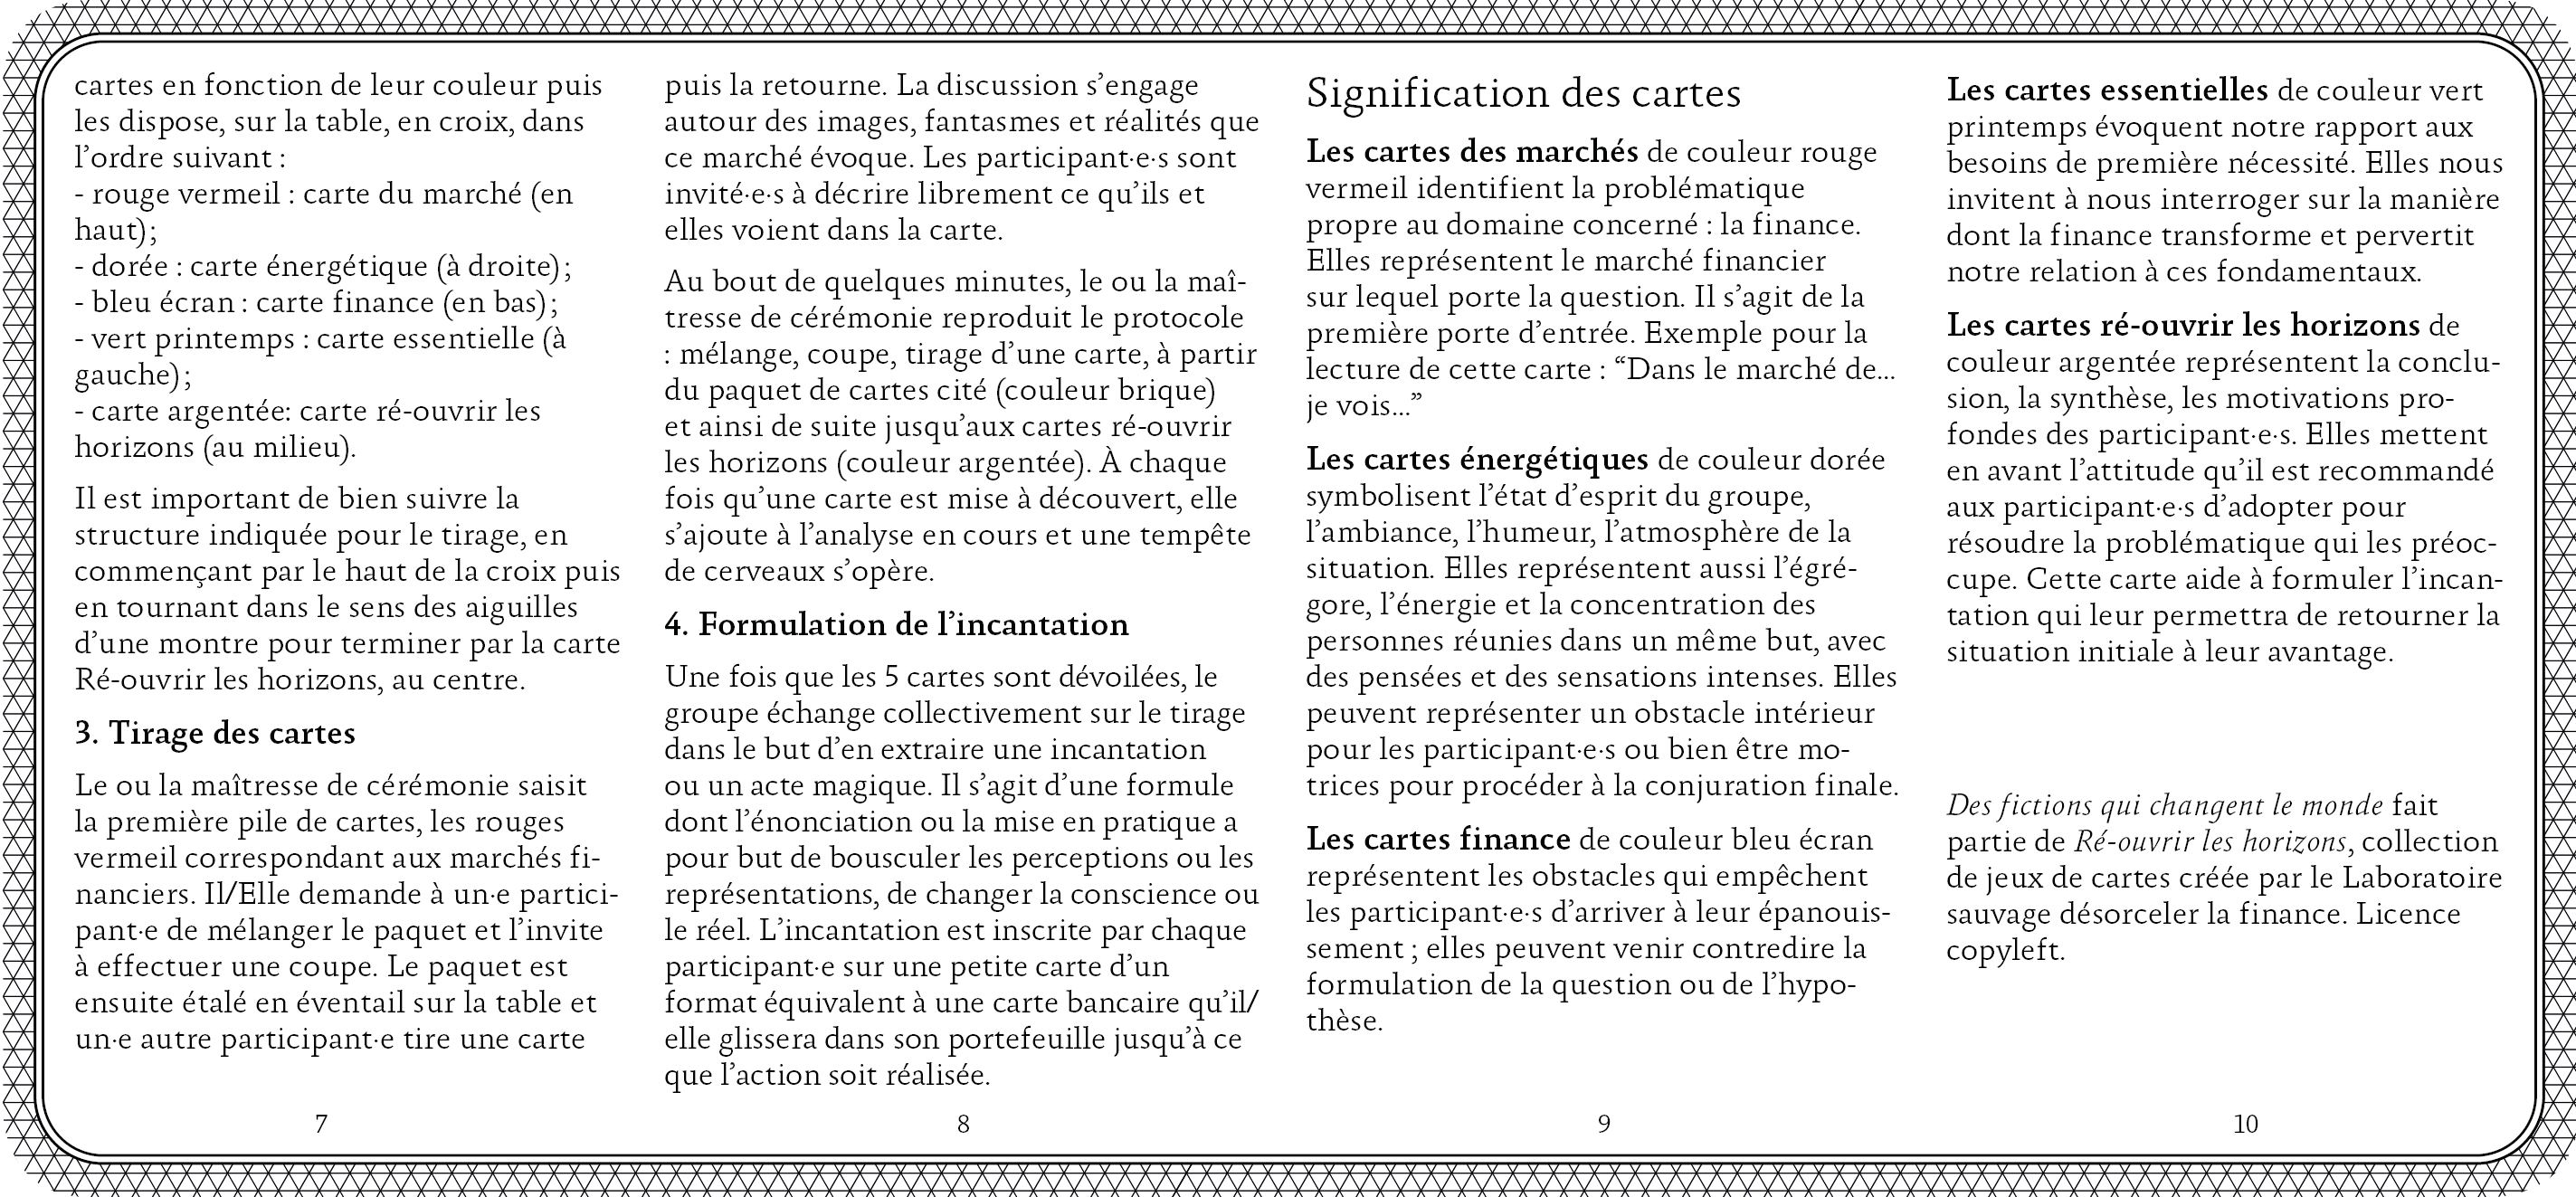 cartes en fonction de leur couleur puis
les dispose, sur la table, en croix, dans
l’ordre suivant :
- rouge vermeil : carte du marché (en
haut) ;
- dorée : carte énergétique (à droite) ;
- bleu écran : carte finance (en bas) ;
- vert printemps : carte essentielle (à
gauche) ;
- carte argentée: carte ré-ouvrir les
horizons (au milieu).
Il est important de bien suivre la
structure indiquée pour le tirage, en
commençant par le haut de la croix puis
en tournant dans le sens des aiguilles
d’une montre pour terminer par la carte
Ré-ouvrir les horizons, au centre.
3. Tirage des cartes
Le ou la maîtresse de cérémonie saisit
la première pile de cartes, les rouges
vermeil correspondant aux marchés fi-
nanciers. Il/Elle demande à un·e partici-
pant·e de mélanger le paquet et l’invite
à effectuer une coupe. Le paquet est
ensuite étalé en éventail sur la table et
un·e autre participant·e tire une carte
7
puis la retourne. La discussion s’engage
autour des images, fantasmes et réalités que
ce marché évoque. Les participant·e·s sont
invité·e·s à décrire librement ce qu’ils et
elles voient dans la carte.
Au bout de quelques minutes, le ou la maî-
tresse de cérémonie reproduit le protocole
: mélange, coupe, tirage d’une carte, à partir
du paquet de cartes cité (couleur brique)
et ainsi de suite jusqu’aux cartes ré-ouvrir
les horizons (couleur argentée). À chaque
fois qu’une carte est mise à découvert, elle
s’ajoute à l’analyse en cours et une tempête
de cerveaux s’opère.
4. Formulation de l’incantation
Une fois que les 5 cartes sont dévoilées, le
groupe échange collectivement sur le tirage
dans le but d’en extraire une incantation
ou un acte magique. Il s’agit d’une formule
dont l’énonciation ou la mise en pratique a
pour but de bousculer les perceptions ou les
représentations, de changer la conscience ou
le réel. L’incantation est inscrite par chaque
participant·e sur une petite carte d’un
format équivalent à une carte bancaire qu’il/
elle glissera dans son portefeuille jusqu’à ce
que l’action soit réalisée.
8
Signification des cartes
Les cartes des marchés de couleur rouge
vermeil identifient la problématique
propre au domaine concerné : la finance.
Elles représentent le marché financier
sur lequel porte la question. Il s’agit de la
première porte d’entrée. Exemple pour la
lecture de cette carte : “Dans le marché de...
je vois...”
Les cartes énergétiques de couleur dorée
symbolisent l’état d’esprit du groupe,
l’ambiance, l’humeur, l’atmosphère de la
situation. Elles représentent aussi l’égré-
gore, l’énergie et la concentration des
personnes réunies dans un même but, avec
des pensées et des sensations intenses. Elles
peuvent représenter un obstacle intérieur
pour les participant·e·s ou bien être mo-
trices pour procéder à la conjuration finale.
Les cartes finance de couleur bleu écran
représentent les obstacles qui empêchent
les participant·e·s d’arriver à leur épanouis-
sement ; elles peuvent venir contredire la
formulation de la question ou de l’hypo-
thèse.
9
Les cartes essentielles de couleur vert
printemps évoquent notre rapport aux
besoins de première nécessité. Elles nous
invitent à nous interroger sur la manière
dont la finance transforme et pervertit
notre relation à ces fondamentaux.
Les cartes ré-ouvrir les horizons de
couleur argentée représentent la conclu-
sion, la synthèse, les motivations pro-
fondes des participant·e·s. Elles mettent
en avant l’attitude qu’il est recommandé
aux participant·e·s d’adopter pour
résoudre la problématique qui les préoc-
cupe. Cette carte aide à formuler l’incan-
tation qui leur permettra de retourner la
situation initiale à leur avantage.
Des fictions qui changent le monde fait
partie de Ré-ouvrir les horizons, collection
de jeux de cartes créée par le Laboratoire
sauvage désorceler la finance. Licence
copyleft.
10